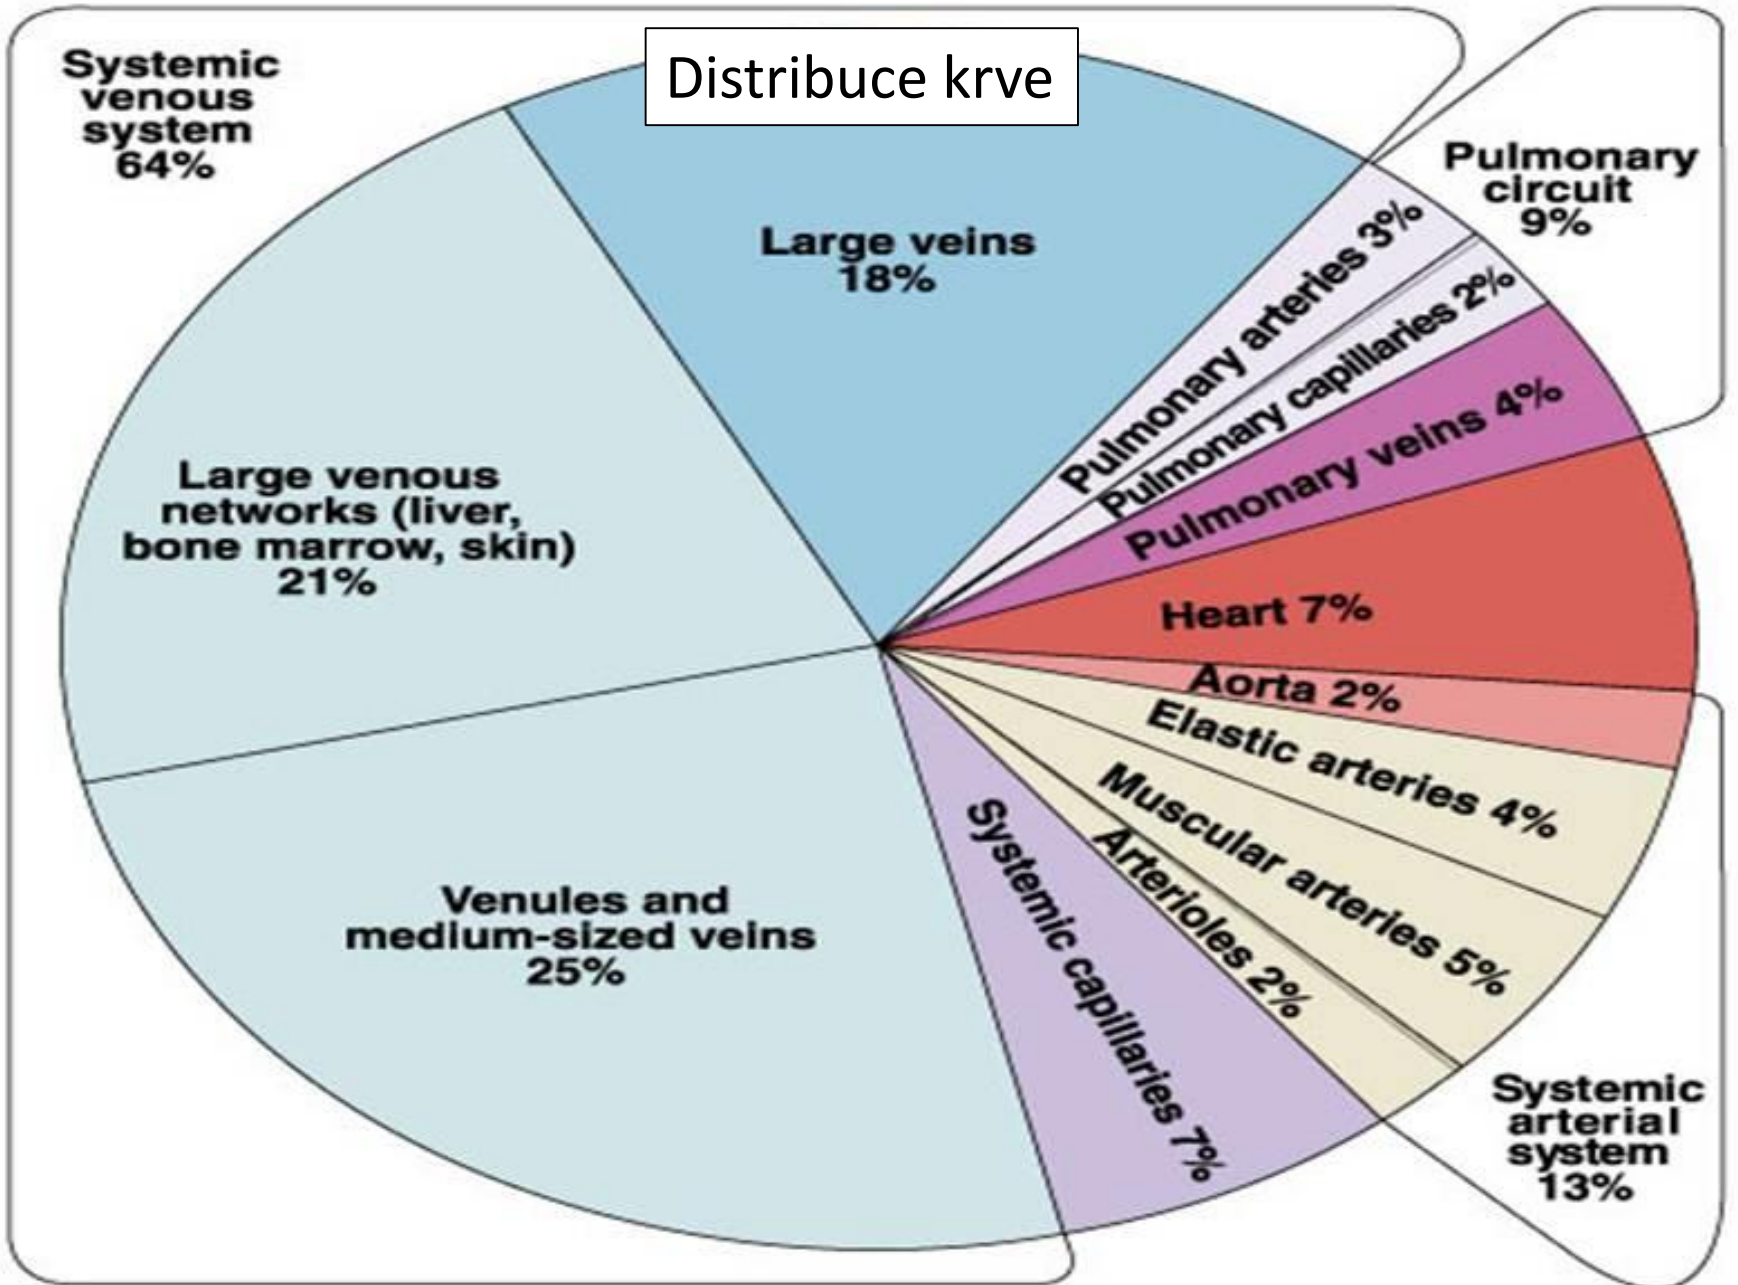 Distribuce krve
Systemic
venous
system
64%
Large veins
18%
Pulmonary
circuit
9%
Pulmonary arteries 3%
Pulmonary capillaries 2%
Pulmonary veins 4%
Heart 7%
Aorta 2%
Elastic arteries 4%
Muscular arteries 5%
Arterioles 2%
Systemic capillaries 7%
Large venous
networks (liver,
bone marrow, skin)
21%
Venules and
medium-sized veins
25%
Systemic
arterial
system
13%